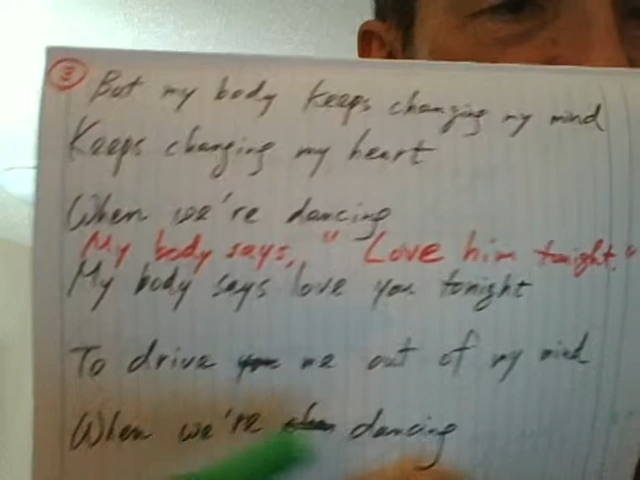 3 But my body keeps changing my mind
Keeps changing my heart
When we're dancing
My body says, "Love him tonight."
My body says love you tonight
To drive you me out of my mind
When we're dancing